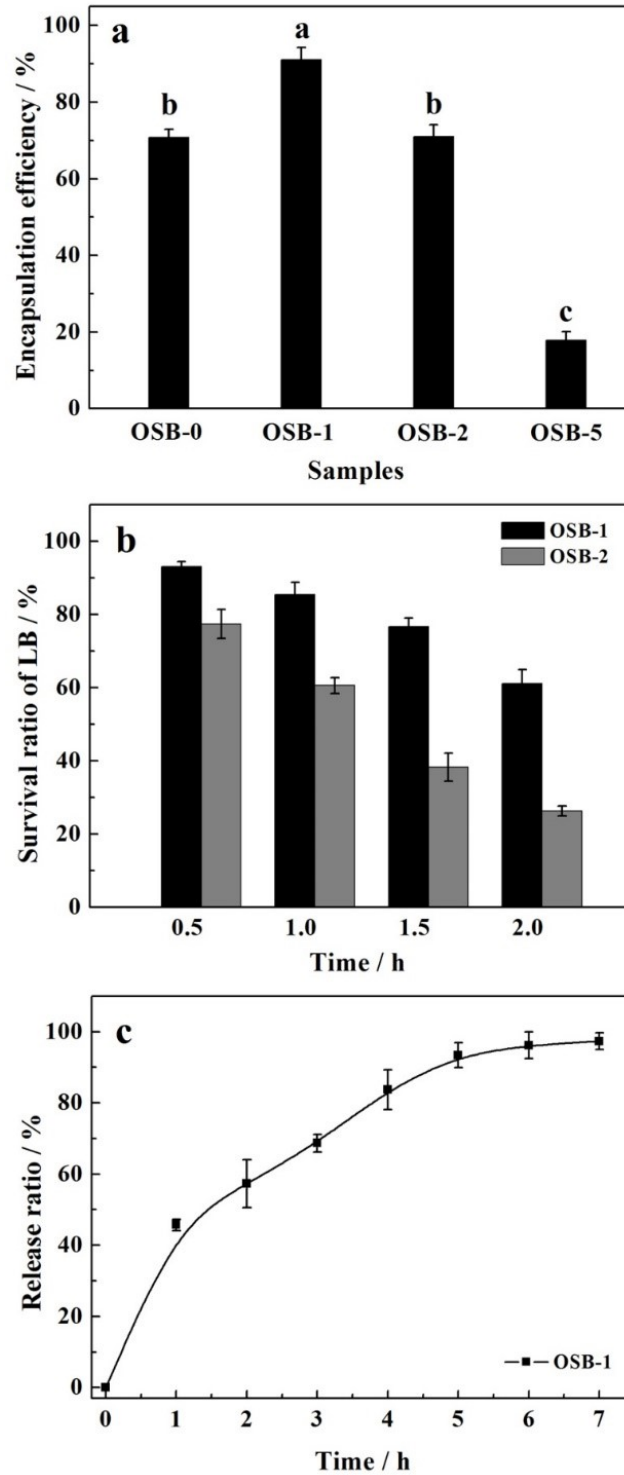 a
Encapsulation efficiency / %
100
80
60
40
20
0
b
a
b
c
OSB-0 OSB-1 OSB-2 OSB-5
Samples
b
Survival ratio of LB / %
OSB-1
OSB-2
100
80
60
40
20
0
0.5 1.0 1.5 2.0
Time / h
c
Release ratio / %
100
80
60
40
20
0
OSB-1
0 1 2 3 4 5 6 7
Time / h